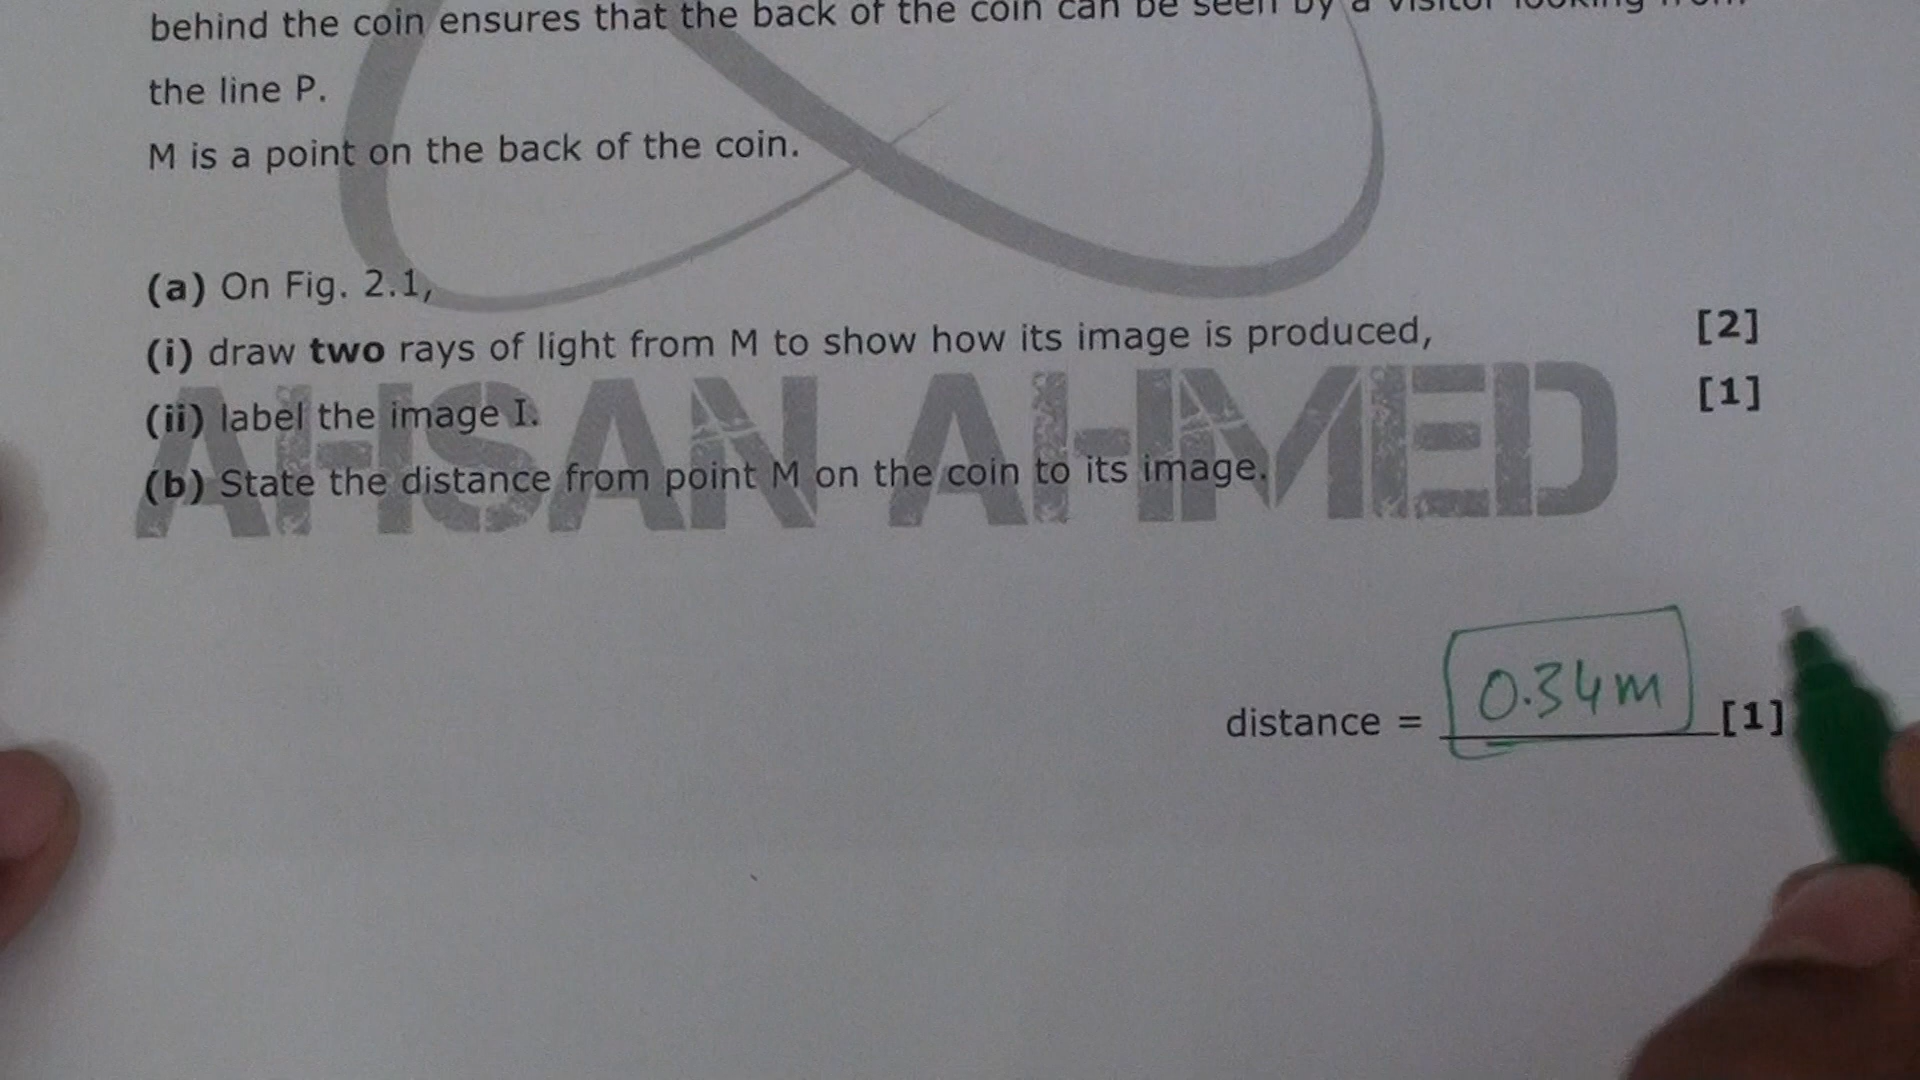 behind the coin ensures that the back of the coin can be seen by a visitor looking from
the line P.
M is a point on the back of the coin.
(a) On Fig. 2.1,
(i) draw two rays of light from M to show how its image is produced, [2]
(ii) label the image I. [1]
(b) State the distance from point M on the coin to its image.
AHSAN AHMED
distance = 0.34m [1]